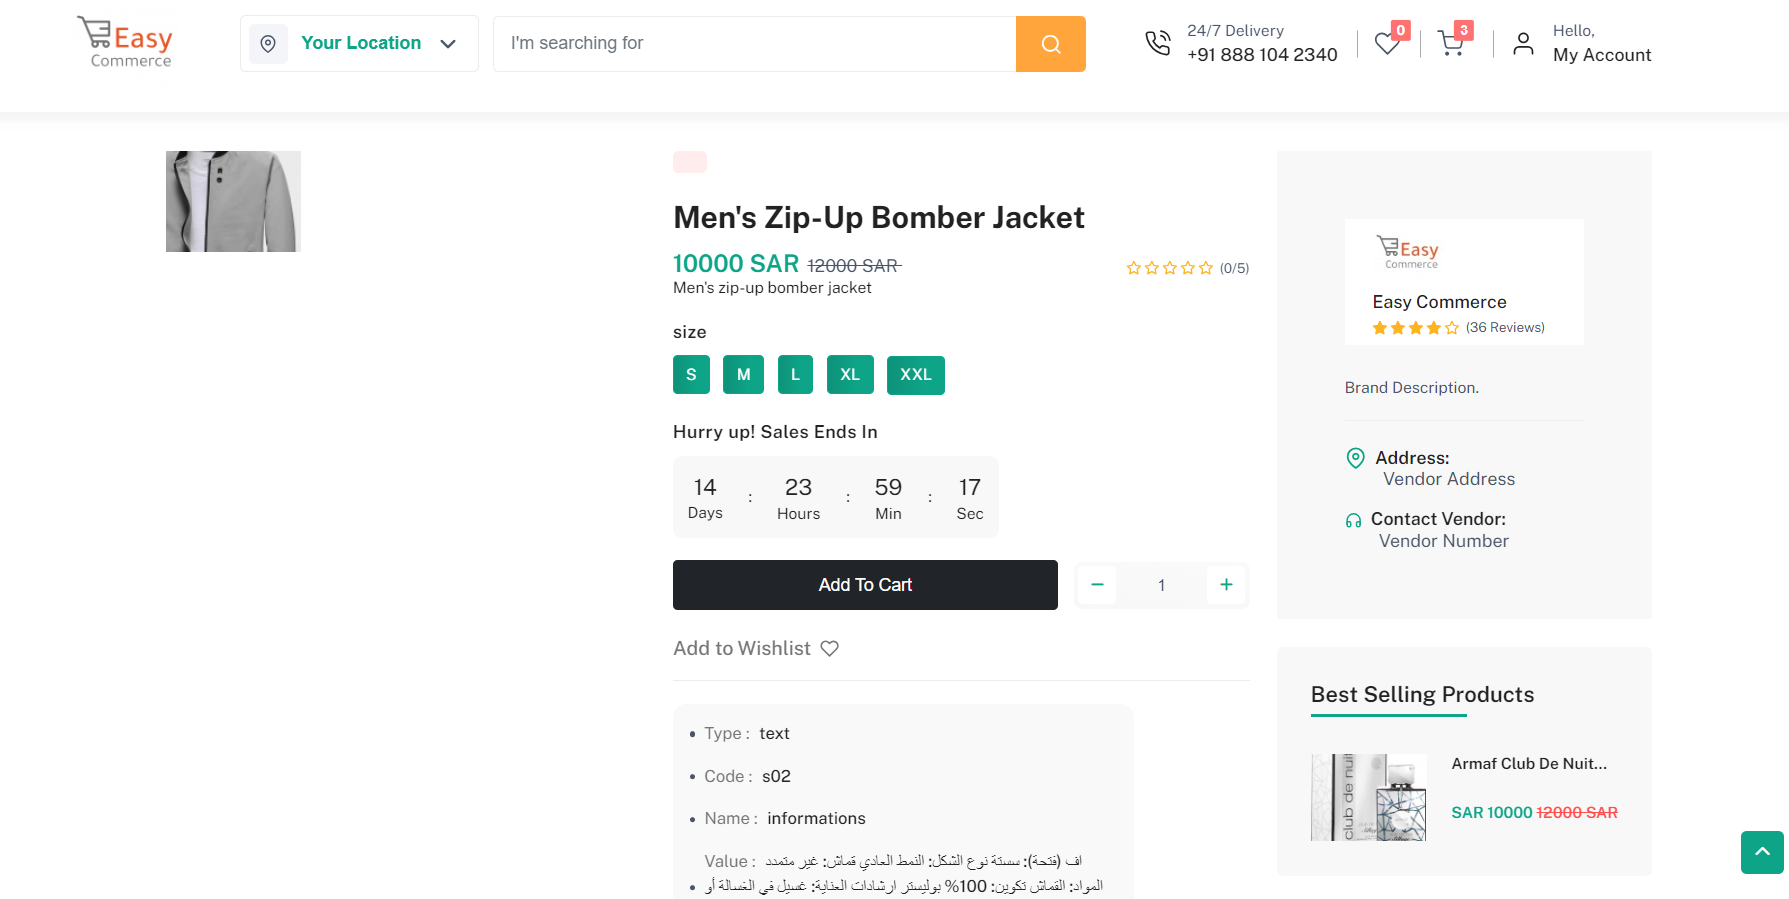 Easy
Commerce
Your Location
I'm searching for
24/7 Delivery
+91 888 104 2340
0
3
Hello,
My Account
Men's Zip-Up Bomber Jacket
10000 SAR 12000 SAR
(0/5)
Men's zip-up bomber jacket
size
S M L XL XXL
Hurry up! Sales Ends In
14 : 23 : 59 : 17
Days Hours Min Sec
Add To Cart
1
Add to Wishlist
Type : text
Code : s02
Name : informations
Value : اف (فتحة): سستة نوع الشكل: النمط العادي قماش: غير متمدد
المواد: القماش تكوين: 100% بوليستر ارشادات العناية: غسيل في الغسالة أو
Easy
Commerce
Easy Commerce
(36 Reviews)
Brand Description.
Address:
Vendor Address
Contact Vendor:
Vendor Number
Best Selling Products
club de nuit
Armaf Club De Nuit...
SAR 10000 12000 SAR